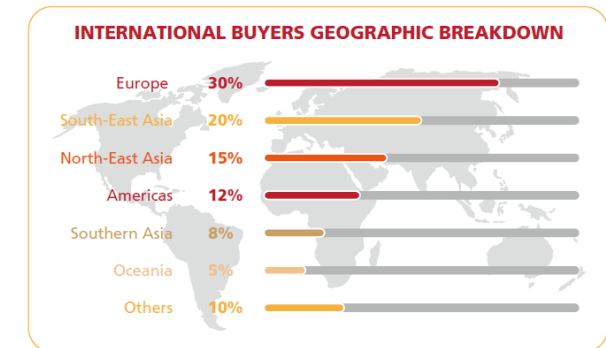 INTERNATIONAL BUYERS GEOGRAPHIC BREAKDOWN
Europe 30%
South-East Asia 20%
North-East Asia 15%
Americas 12%
Southern Asia 8%
Oceania 5%
Others 10%